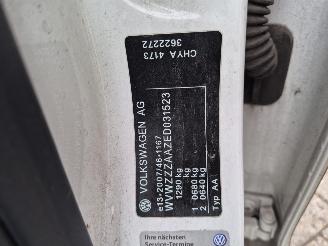 VOLKSWAGEN AG
e13*2007/46*1167
WVWZZZAAZED031523
1290 kg
kg
1 0680 kg
2 0640 kg
Typ AA
CHYA 4173
3622272
Ihre nächsten
Service-Termine